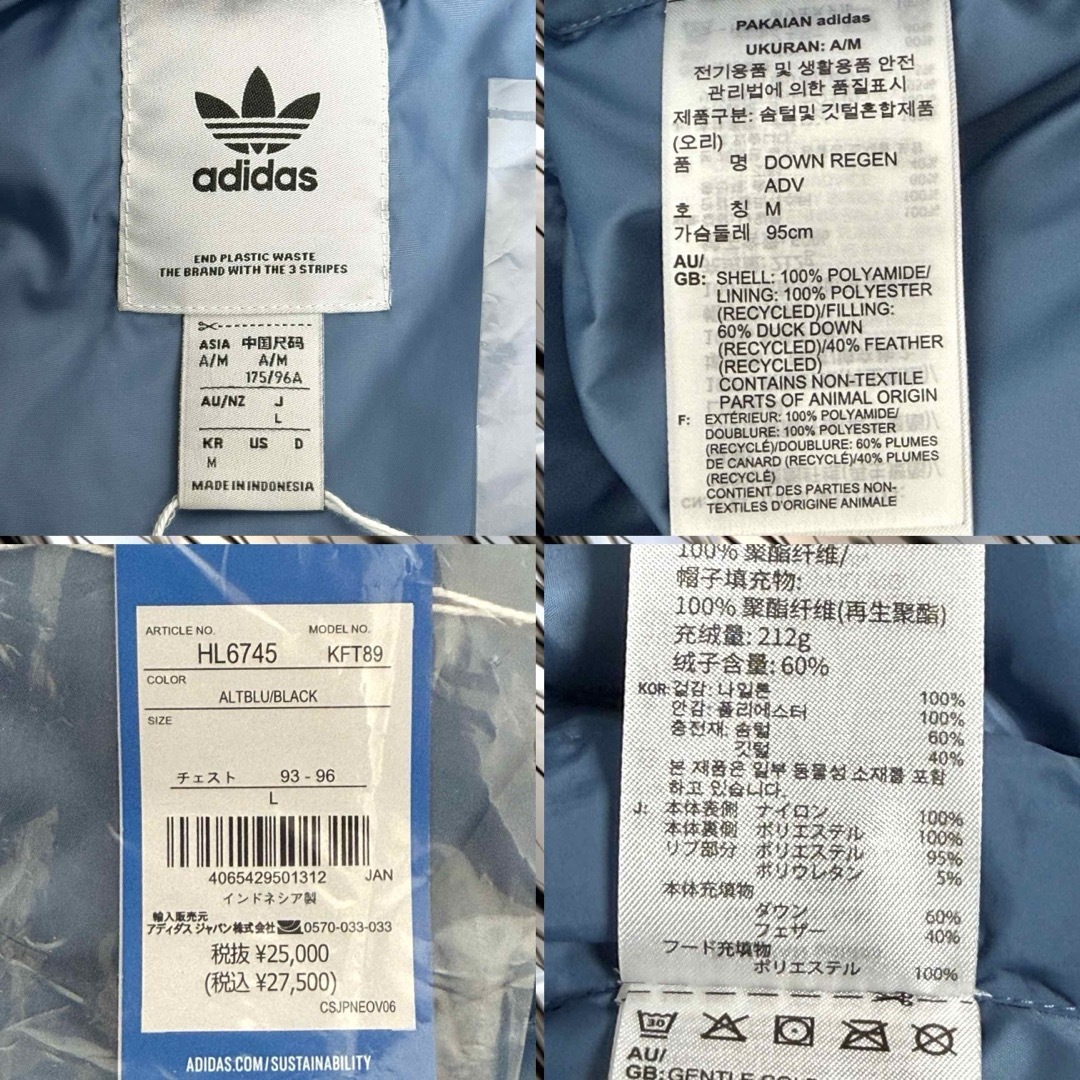 adidas
END PLASTIC WASTE
THE BRAND WITH THE 3 STRIPES
ASIA 中国尺码
A/M A/M
175/96A
AU/NZ J
L
KR US D
M
MADE IN INDONESIA
PAKAIAN adidas
UKURAN: A/M
전기용품 및 생활용품 안전
관리법에 의한 품질표시
제품구분: 솜털및 깃털혼합제품
(오리)
품 명 DOWN REGEN
ADV
호 칭 M
가슴둘레 95cm
AU/
GB: SHELL: 100% POLYAMIDE/
LINING: 100% POLYESTER
(RECYCLED)/FILLING:
60% DUCK DOWN
(RECYCLED)/40% FEATHER
(RECYCLED)
CONTAINS NON-TEXTILE
PARTS OF ANIMAL ORIGIN
F: EXTÉRIEUR: 100% POLYAMIDE/
DOUBLURE: 100% POLYESTER
(RECYCLÉ)/DOUBLURE: 60% PLUMES
DE CANARD (RECYCLÉ)/40% PLUMES
(RECYCLÉ)
CONTIENT DES PARTIES NON-
TEXTILES D'ORIGINE ANIMALE
ARTICLE NO. MODEL NO.
HL6745 KFT89
COLOR
ALTBLU/BLACK
SIZE
チェスト 93 - 96
L
4065429501312 JAN
インドネシア製
輸入販売元
アディダス ジャパン株式会社 0570-033-033
税抜 ¥25,000
(税込 ¥27,500)
CSJPNEOV06
ADIDAS.COM/SUSTAINABILITY
100% 聚酯纤维/
帽子填充物:
100% 聚酯纤维(再生聚酯)
充绒量: 212g
绒子含量: 60%
KOR: 겉감: 나일론 100%
안감: 폴리에스터 100%
충전재: 솜털 60%
깃털 40%
본 제품은 일부 동물성 소재를 포함
하고 있습니다.
J: 本体表側 ナイロン 100%
本体裏側 ポリエステル 100%
リブ部分 ポリエステル 95%
ポリウレタン 5%
本体充填物
ダウン 60%
フェザー 40%
フード充填物
ポリエステル 100%
30
AU/